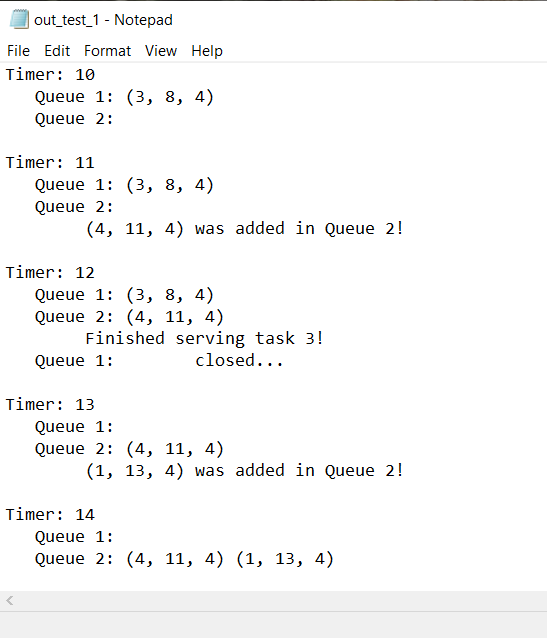 out_test_1 - Notepad
File Edit Format View Help
Timer: 10
Queue 1: (3, 8, 4)
Queue 2:
Timer: 11
Queue 1: (3, 8, 4)
Queue 2:
(4, 11, 4) was added in Queue 2!
Timer: 12
Queue 1: (3, 8, 4)
Queue 2: (4, 11, 4)
Finished serving task 3!
Queue 1: closed...
Timer: 13
Queue 1:
Queue 2: (4, 11, 4)
(1, 13, 4) was added in Queue 2!
Timer: 14
Queue 1:
Queue 2: (4, 11, 4) (1, 13, 4)